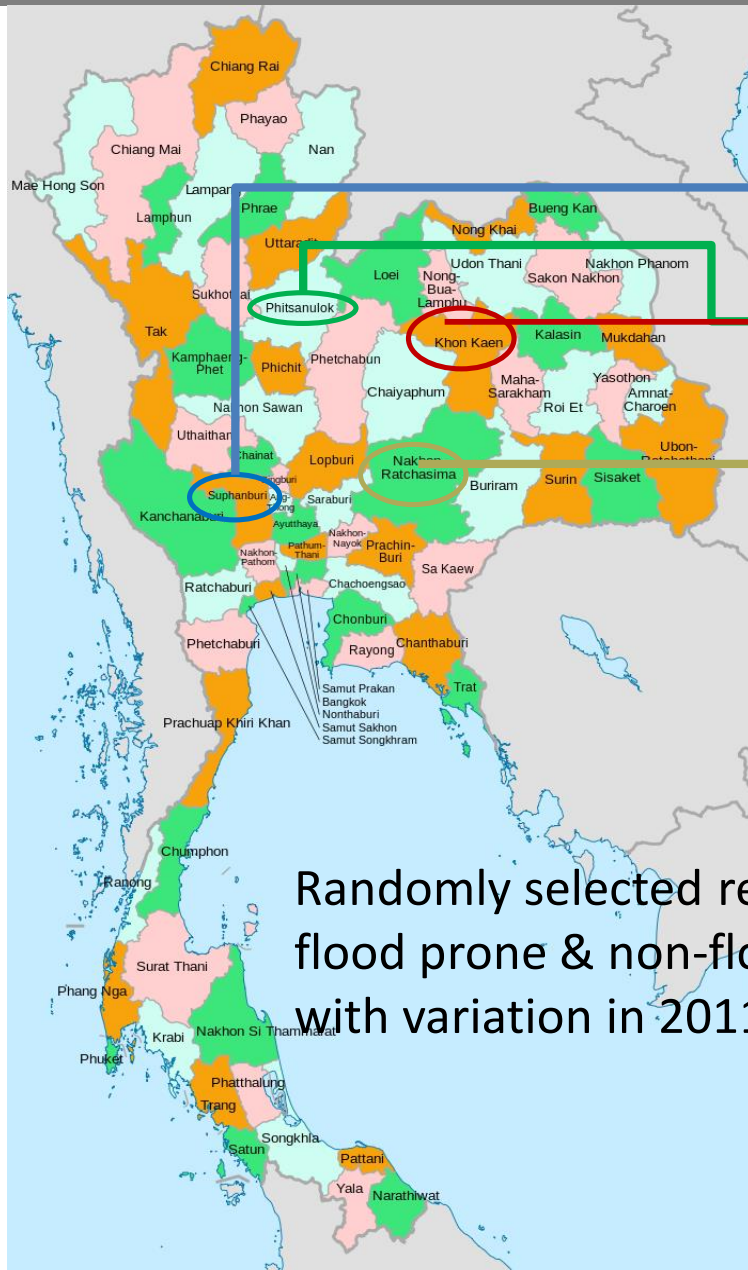 Chiang Rai
Phayao
Chiang Mai
Nan
Mae Hong Son
Lampan
Lamphun
Phrae
Bueng Kan
Nong Khai
Uttaradit
Udon Thani
Nakhon Phanom
Loei
Nong-
Bua-
Lamphu
Sakon Nakhon
Sukhothai
Phitsanulok
Tak
Khon Kaen
Kalasin
Mukdahan
Kamphaeng-
Phet
Phichit
Phetchabun
Chaiyaphum
Maha-
Sarakham
Roi Et
Yasothon
Amnat-
Charoen
Nakhon Sawan
Uthaithani
Chainat
Lopburi
Nakhon
Ratchasima
Buriram
Surin
Sisaket
Ubon-
Ratchathani
Suphanburi
Saraburi
Kanchanaburi
Ayutthaya
Nakhon-
Pathom
Pathum-
Thani
Nakhon-
Nayok
Prachin-
Buri
Sa Kaew
Ratchaburi
Chachoengsao
Phetchaburi
Chonburi
Rayong
Chanthaburi
Trat
Samut Prakan
Bangkok
Nonthaburi
Samut Sakhon
Samut Songkhram
Prachuap Khiri Khan
Chumphon
Ranong
Randomly selected re
flood prone & non-flo
with variation in 2011
Surat Thani
Phang Nga
Krabi
Nakhon Si Thammarat
Phuket
Phatthalung
Trang
Songkhla
Satun
Pattani
Yala
Narathiwat